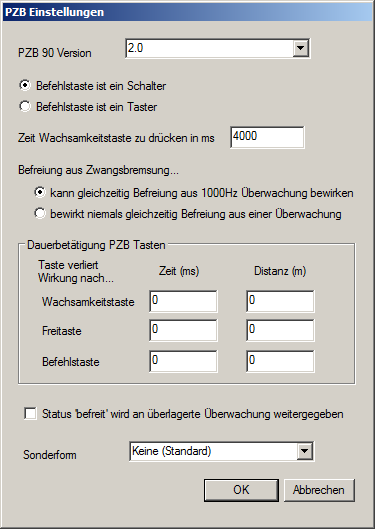 PZB Einstellungen
PZB 90 Version 2.0
Befehlstaste ist ein Schalter
Befehlstaste ist ein Taster
Zeit Wachsamkeitstaste zu drücken in ms 4000
Befreiung aus Zwangsbremsung...
kann gleichzeitig Befreiung aus 1000Hz Überwachung bewirken
bewirkt niemals gleichzeitig Befreiung aus einer Überwachung
Dauerbetätigung PZB Tasten
Taste verliert
Wirkung nach... Zeit (ms) Distanz (m)
Wachsamkeitstaste 0 0
Freitaste 0 0
Befehlstaste 0 0
Status 'befreit' wird an überlagerte Überwachung weitergegeben
Sonderform Keine (Standard)
OK Abbrechen